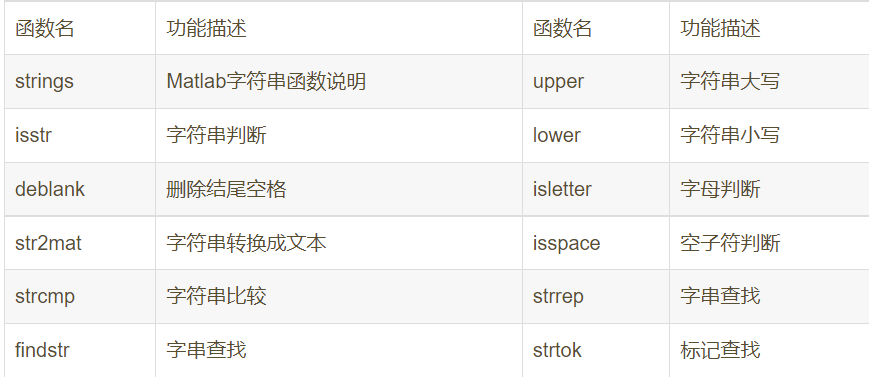 函数名 功能描述 函数名 功能描述
strings Matlab字符串函数说明 upper 字符串大写
isstr 字符串判断 lower 字符串小写
deblank 删除结尾空格 isletter 字母判断
str2mat 字符串转换成文本 isspace 空子符判断
strcmp 字符串比较 strrep 字串查找
findstr 字串查找 strtok 标记查找